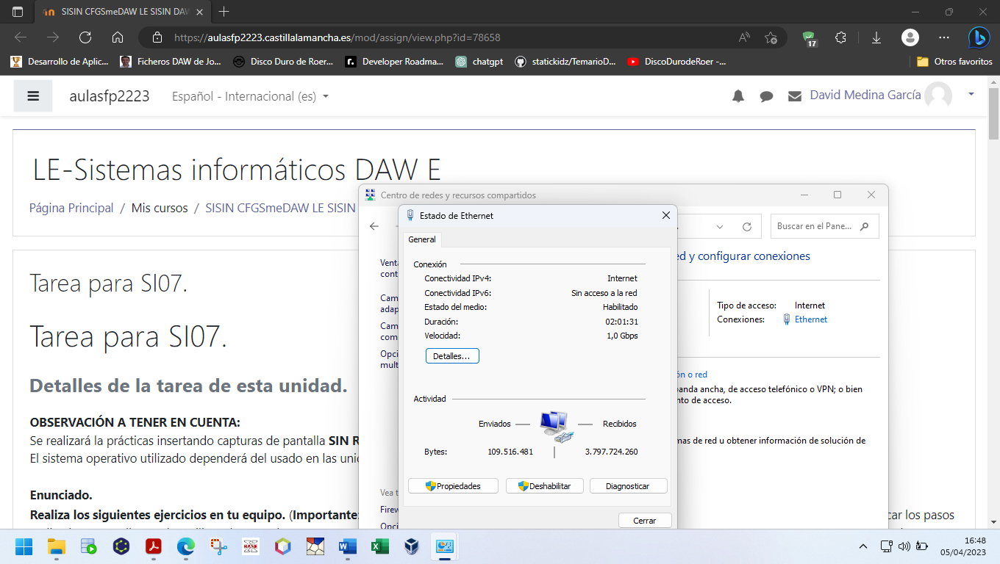 SISIN CFGSmeDAW LE SISIN DAW
https://aulasfp2223.castillalamancha.es/mod/assign/view.php?id=78658
17
Desarrollo de Aplic...
Ficheros DAW de Jo...
Disco Duro de Roer...
Developer Roadma...
chatgpt
statickidz/TemarioD...
DiscoDurodeRoer -...
Otros favoritos
aulasfp2223
Español - Internacional (es)
David Medina García
LE-Sistemas informáticos DAW E
Página Principal / Mis cursos / SISIN CFGSmeDAW LE SISIN
Tarea para SI07.
Tarea para SI07.
Detalles de la tarea de esta unidad.
OBSERVACIÓN A TENER EN CUENTA:
Se realizará la prácticas insertando capturas de pantalla SIN R
El sistema operativo utilizado dependerá del usado en las unid
Enunciado.
Realiza los siguientes ejercicios en tu equipo. (Importante:
car los pasos
Centro de redes y recursos compartidos
Buscar en el Pane...
Venta
cont
ed y configurar conexiones
Cam
adap
Cam
com
Opci
mult
Tipo de acceso: Internet
Conexiones: Ethernet
ón o red
banda ancha, de acceso telefónico o VPN; o bien
nto de acceso.
mas de red u obtener información de solución de
Vea t
Firew
Opci
Estado de Ethernet
General
Conexión
Conectividad IPv4: Internet
Conectividad IPv6: Sin acceso a la red
Estado del medio: Habilitado
Duración: 02:01:31
Velocidad: 1,0 Gbps
Detalles...
Actividad
Enviados — — Recibidos
Bytes: 109.516.481 | 3.797.724.260
Propiedades
Deshabilitar
Diagnosticar
Cerrar
16:48
05/04/2023